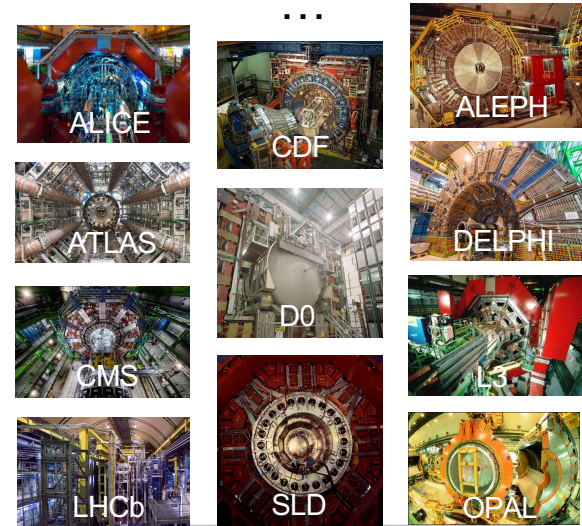 ...
ALICE
ATLAS
CMS
LHCb
CDF
D0
SLD
ALEPH
DELPHI
L3
OPAL